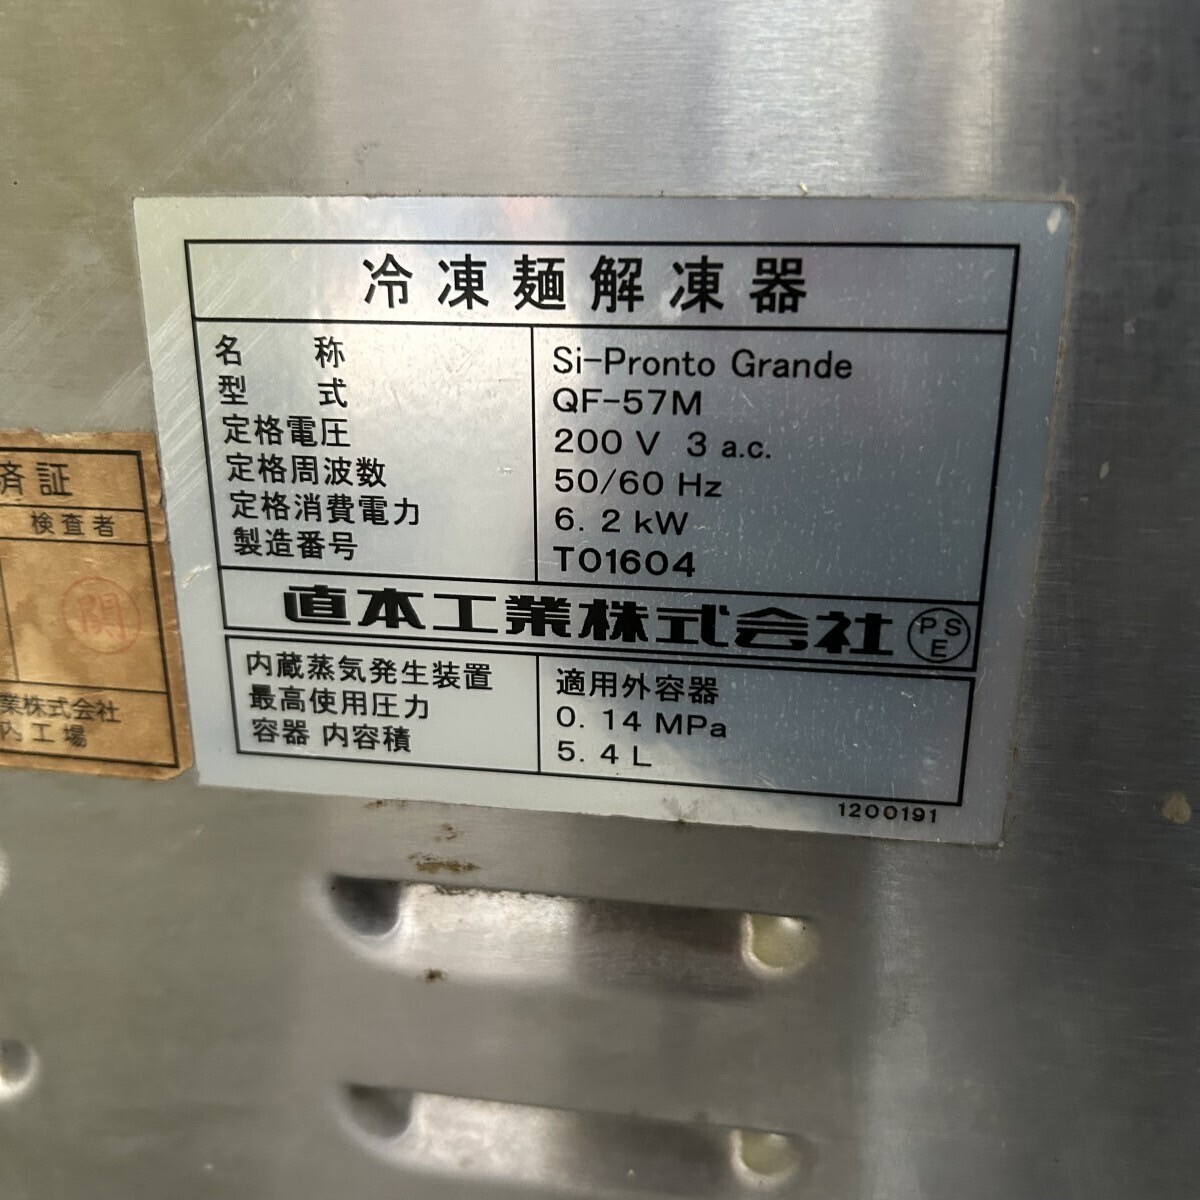 冷凍麺解凍器
名称 Si-Pronto Grande
型式 QF-57M
定格電圧 200 V 3 a.c.
定格周波数 50/60 Hz
定格消費電力 6.2 kW
製造番号 T01604
直本工業株式会社 PSE
内蔵蒸気発生装置 適用外容器
最高使用圧力 0.14 MPa
容器 内容積 5.4 L
1200191
済証
検査者
関
業株式会社
内工場